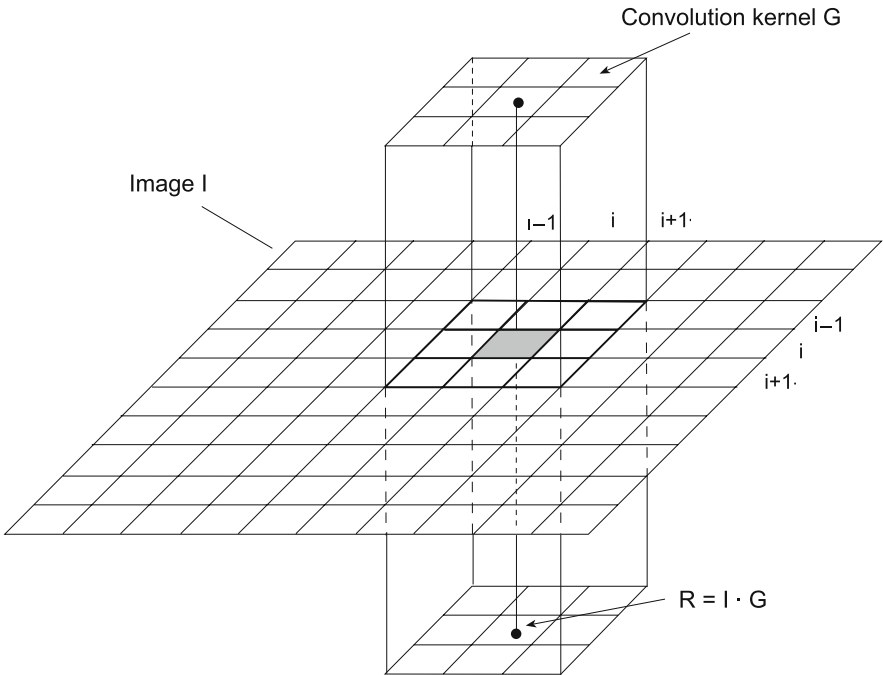 Convolution kernel G
Image I
i–1 i i+1
i–1
i
i+1
R = I · G